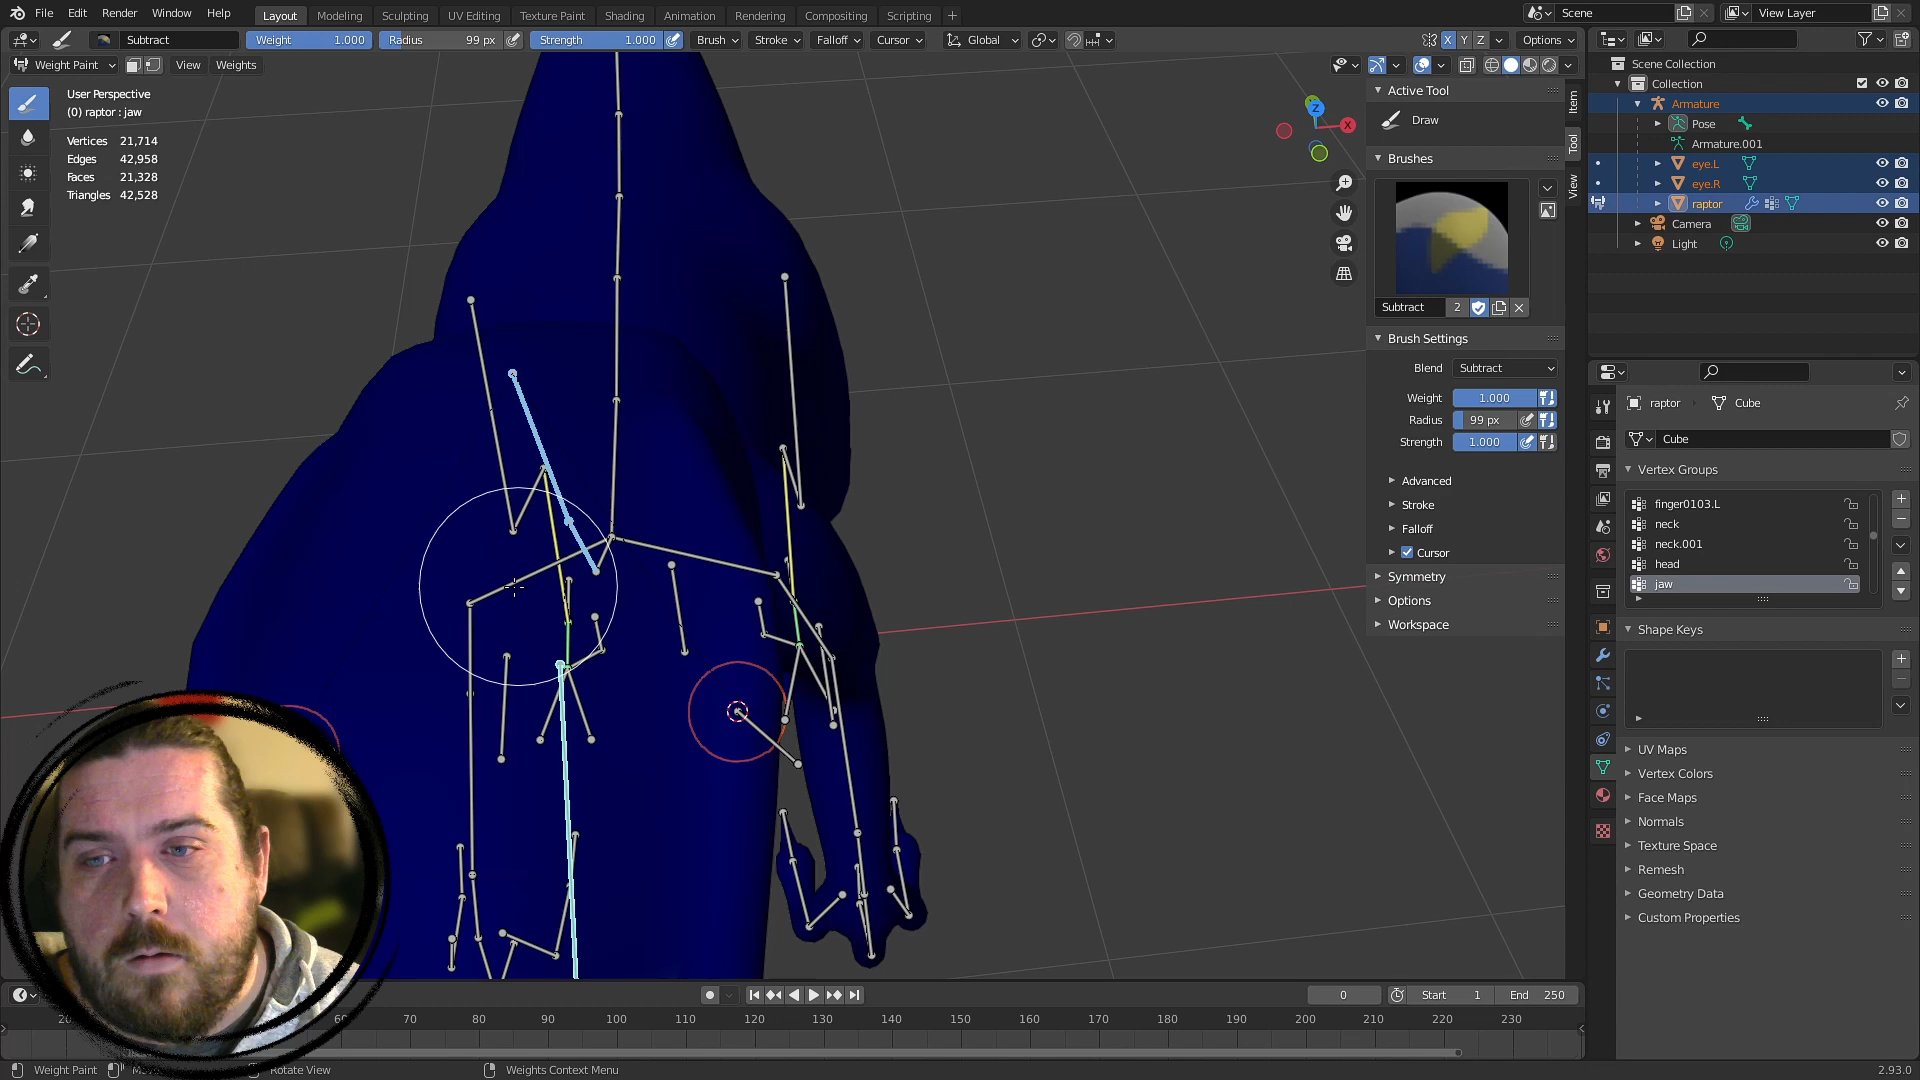 File Edit Render Window Help Layout Modeling Sculpting UV Editing Texture Paint Shading Animation Rendering Compositing Scripting Scene View Layer
Subtract Weight 1.000 Radius 99 px Strength 1.000 Brush Stroke Falloff Cursor Global X Y Z Options
Weight Paint View Weights
User Perspective
(0) raptor : jaw
Vertices 21,714
Edges 42,958
Faces 21,328
Triangles 42,528
Z
X
Item
Tool
View
Active Tool
Draw
Brushes
Subtract 2
Brush Settings
Blend Subtract
Weight 1.000
Radius 99 px
Strength 1.000
Advanced
Stroke
Falloff
Cursor
Symmetry
Options
Workspace
Scene Collection
Collection
Armature
Pose
Armature.001
eye.L
eye.R
raptor
Camera
Light
raptor Cube
Cube
Vertex Groups
finger0103.L
neck
neck.001
head
jaw
Shape Keys
UV Maps
Vertex Colors
Face Maps
Normals
Texture Space
Remesh
Geometry Data
Custom Properties
0 Start 1 End 250
60 70 80 90 100 110 120 130 140 150 160 170 180 190 200 210 220 230
Weight Paint Rotate View Weights Context Menu 2.93.0